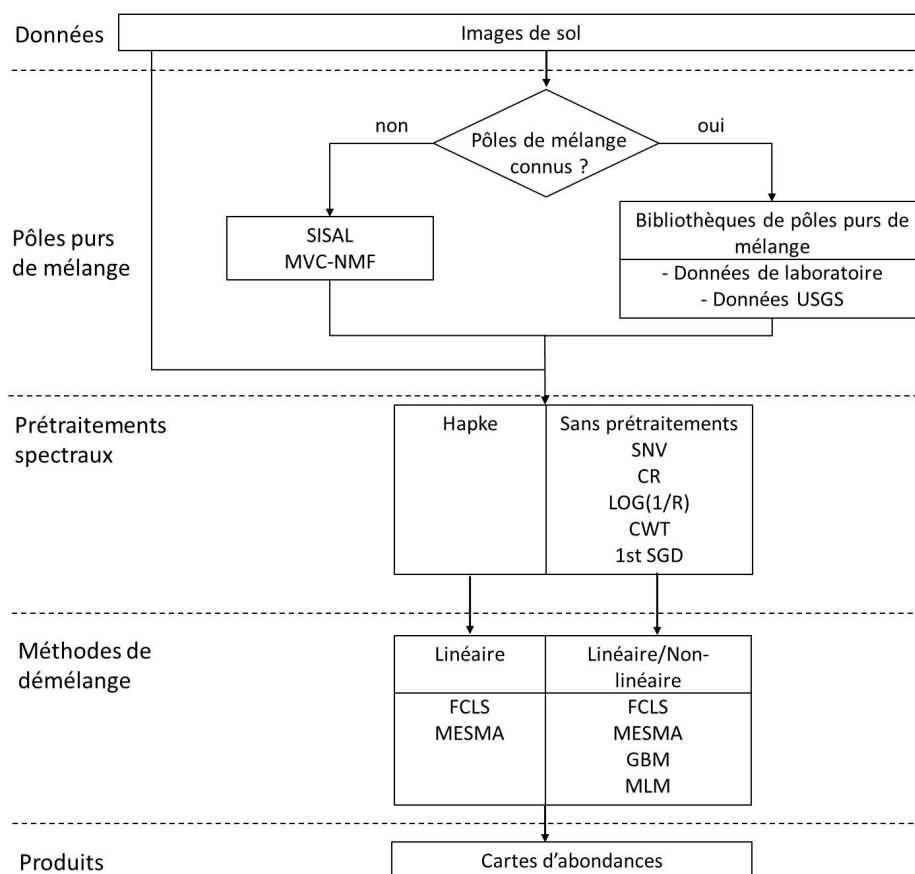 Données
Images de sol
non
oui
Pôles de mélange
connus ?
Pôles purs
de mélange
SISAL
MVC-NMF
Bibliothèques de pôles purs de
mélange
- Données de laboratoire
- Données USGS
Prétraitements
spectraux
Hapke
Sans prétraitements
SNV
CR
LOG(1/R)
CWT
1st SGD
Méthodes de
démélange
Linéaire
FCLS
MESMA
Linéaire/Non-
linéaire
FCLS
MESMA
GBM
MLM
Produits
Cartes d’abondances